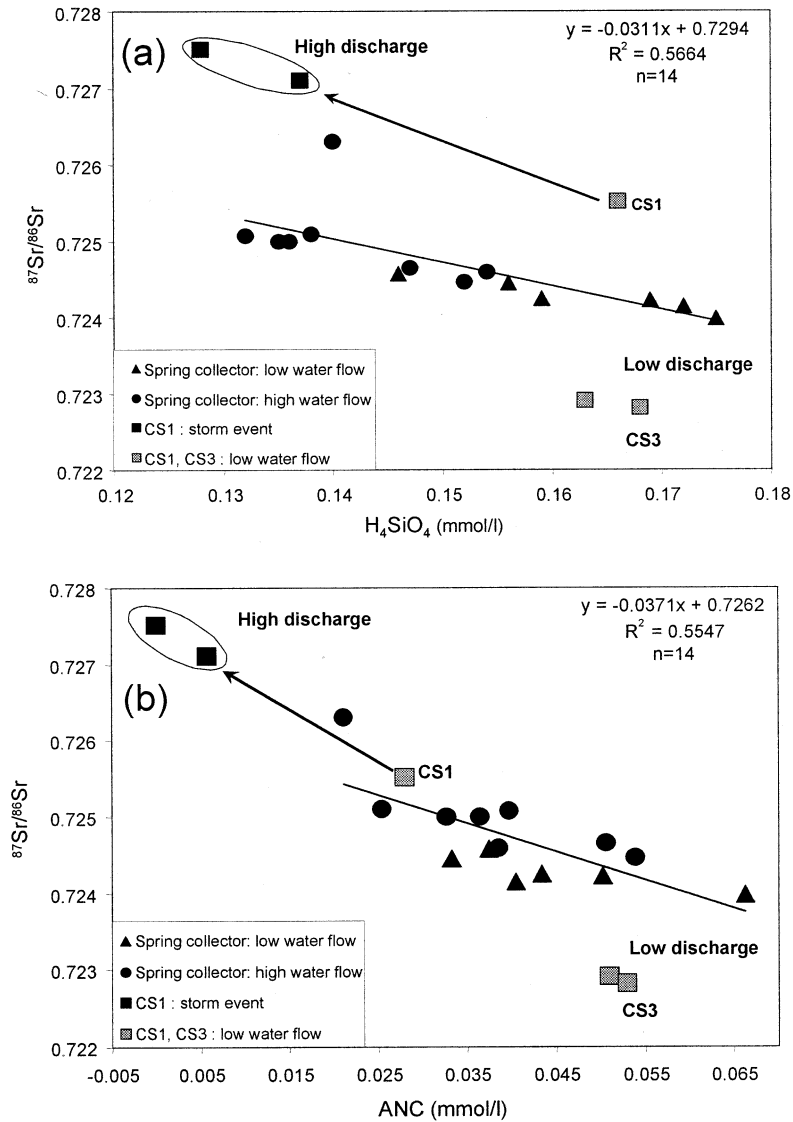 (a)
High discharge
y = -0.0311x + 0.7294
R² = 0.5664
n=14
0.728
0.727
0.726
0.725
0.724
0.723
0.722
⁸⁷Sr/⁸⁶Sr
CS1
Low discharge
CS3
Spring collector: low water flow
Spring collector: high water flow
CS1 : storm event
CS1, CS3 : low water flow
0.12 0.13 0.14 0.15 0.16 0.17 0.18
H₄SiO₄ (mmol/l)
(b)
High discharge
y = -0.0371x + 0.7262
R² = 0.5547
n=14
0.728
0.727
0.726
0.725
0.724
0.723
0.722
⁸⁷Sr/⁸⁶Sr
CS1
Low discharge
CS3
Spring collector: low water flow
Spring collector: high water flow
CS1 : storm event
CS1, CS3 : low water flow
-0.005 0.005 0.015 0.025 0.035 0.045 0.055 0.065
ANC (mmol/l)